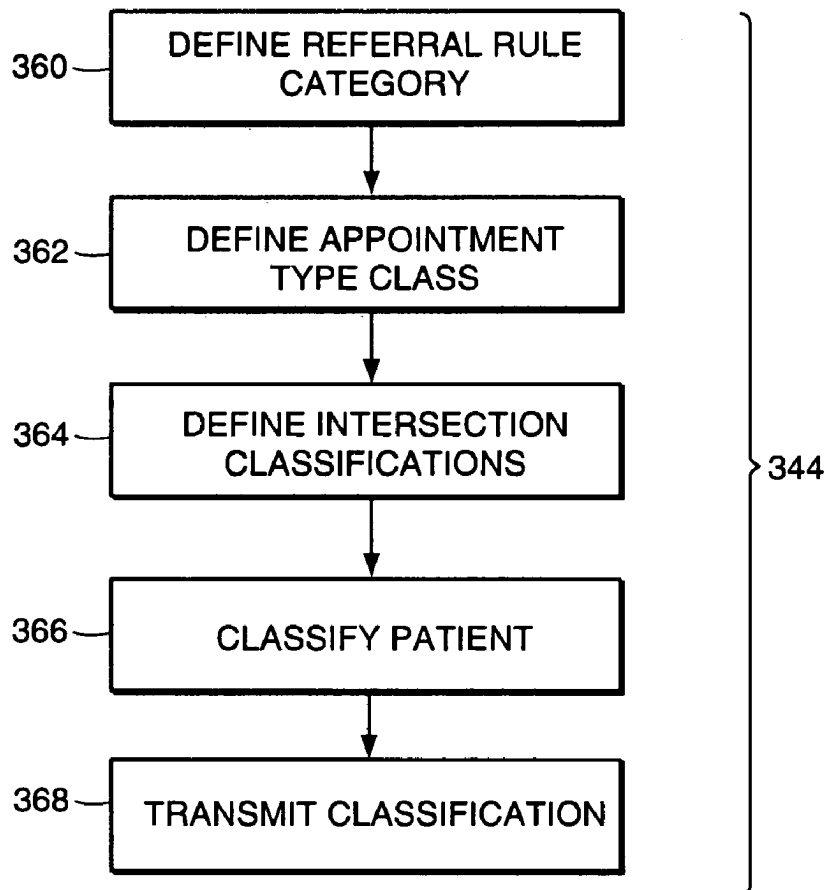 360
DEFINE REFERRAL RULE
CATEGORY
362
DEFINE APPOINTMENT
TYPE CLASS
364
DEFINE INTERSECTION
CLASSIFICATIONS
344
366
CLASSIFY PATIENT
368
TRANSMIT CLASSIFICATION